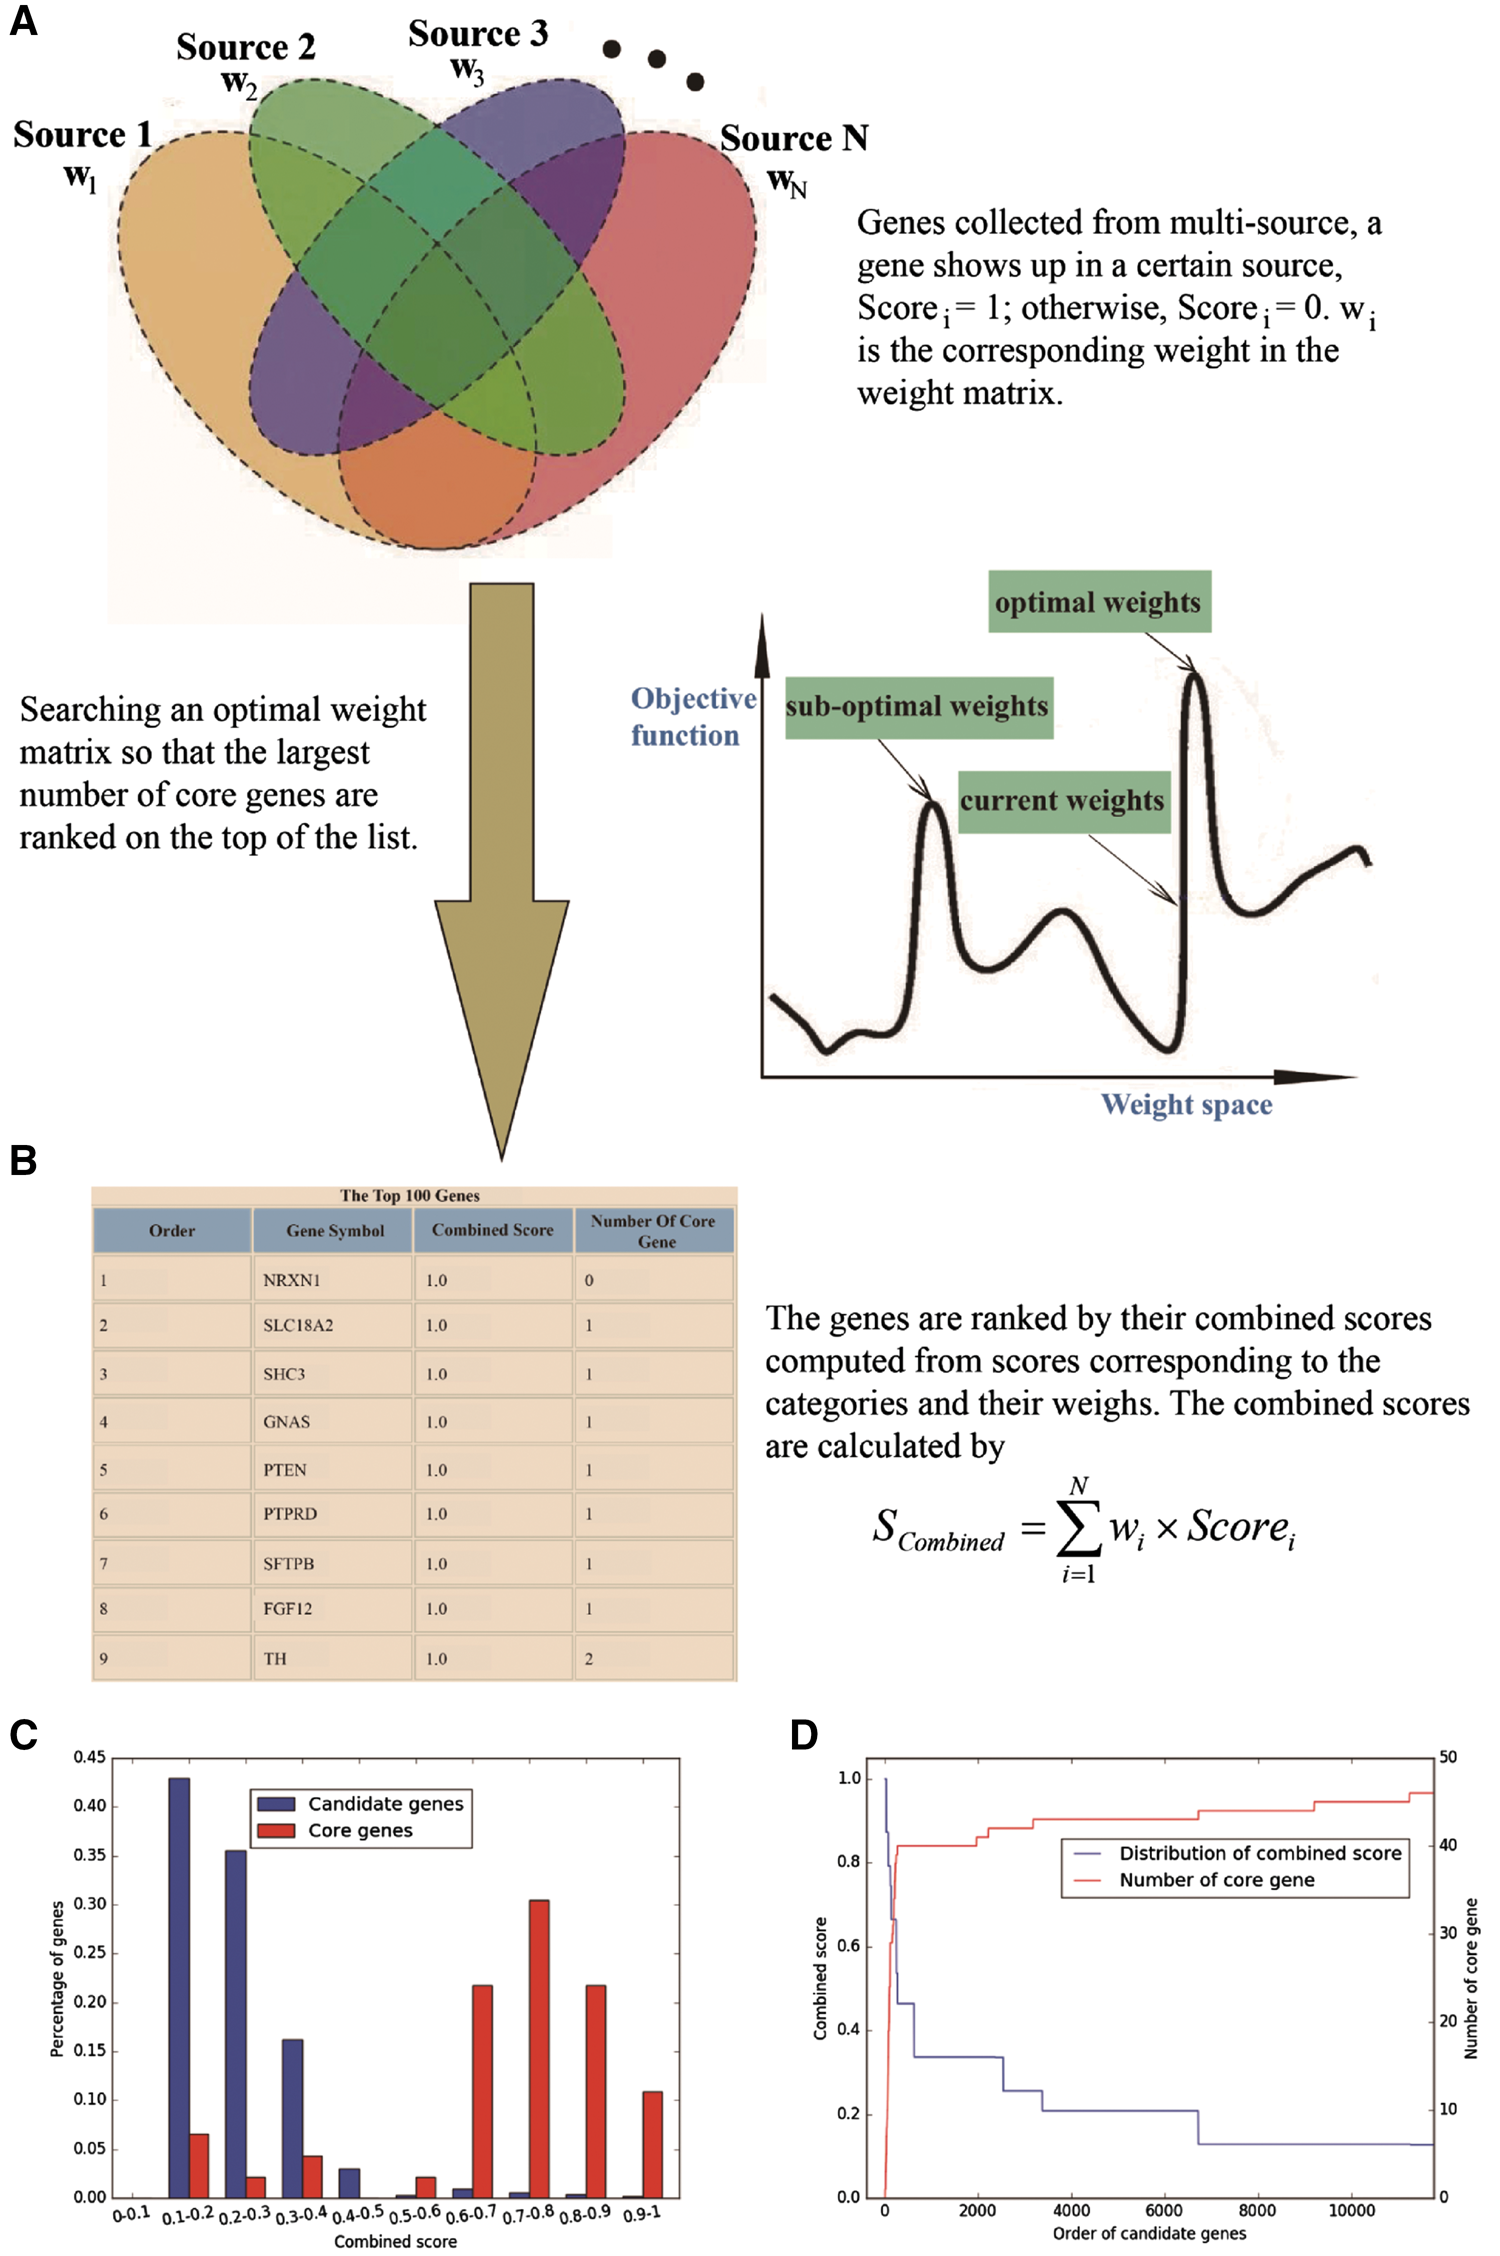 A
Source 1
w1
Source 2
w2
Source 3
w3
Source N
wN
Genes collected from multi-source, a
gene shows up in a certain source,
Score i = 1; otherwise, Score i = 0. w i
is the corresponding weight in the
weight matrix.
Searching an optimal weight
matrix so that the largest
number of core genes are
ranked on the top of the list.
Objective
function
optimal weights
sub-optimal weights
current weights
Weight space
B
The Top 100 Genes
Order Gene Symbol Combined Score Number Of Core
Gene
1 NRXN1 1.0 0
2 SLC18A2 1.0 1
3 SHC3 1.0 1
4 GNAS 1.0 1
5 PTEN 1.0 1
6 PTPRD 1.0 1
7 SFTPB 1.0 1
8 FGF12 1.0 1
9 TH 1.0 2
The genes are ranked by their combined scores
computed from scores corresponding to the
categories and their weighs. The combined scores
are calculated by
S Combined = ∑ i=1 N w i × Score i
C
Percentage of genes
0.45
0.40
0.35
0.30
0.25
0.20
0.15
0.10
0.05
0.00
Candidate genes
Core genes
0-0.1 0.1-0.2 0.2-0.3 0.3-0.4 0.4-0.5 0.5-0.6 0.6-0.7 0.7-0.8 0.8-0.9 0.9-1
Combined score
D
Combined score
1.0
0.8
0.6
0.4
0.2
0.0
Distribution of combined score
Number of core gene
50
40
30
20
10
0
Number of core gene
0 2000 4000 6000 8000 10000
Order of candidate genes